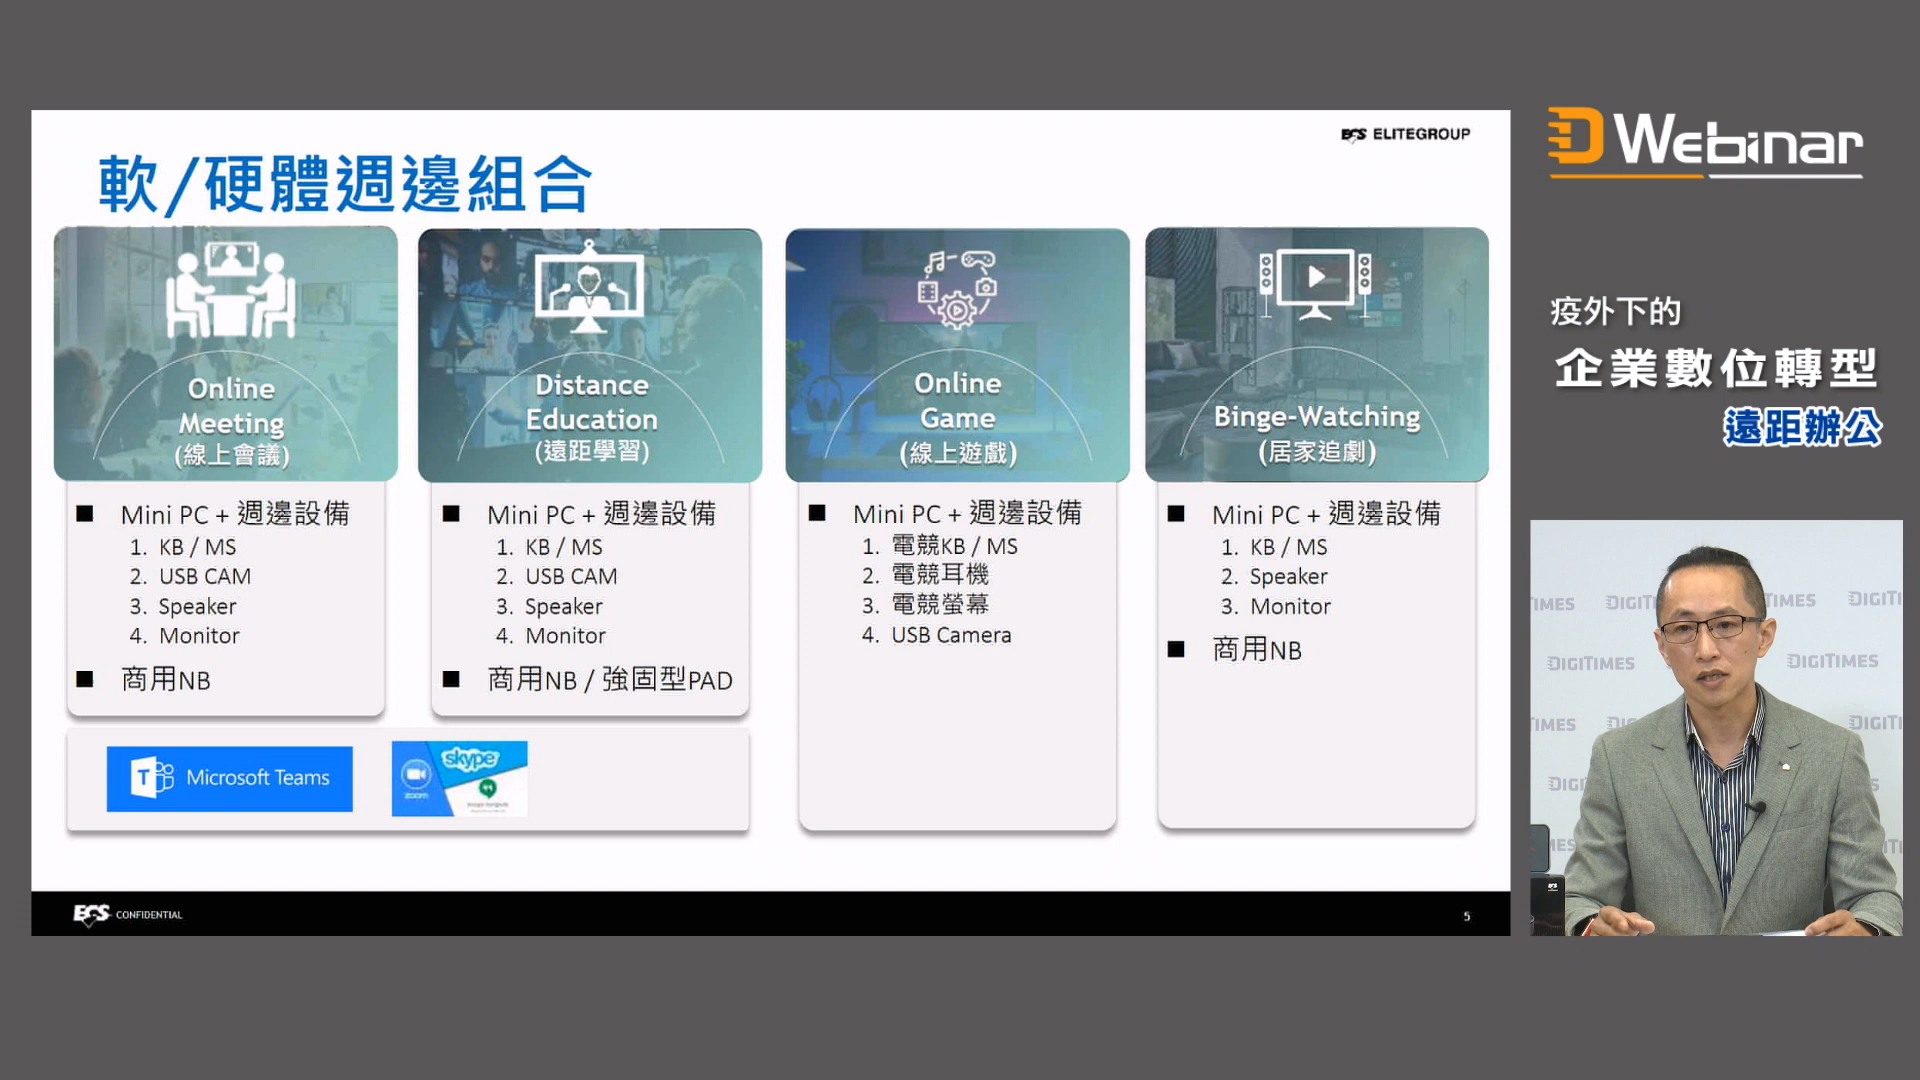 ECS ELITEGROUP
軟/硬體週邊組合
Online
Meeting
(線上會議)
■ Mini PC + 週邊設備
1. KB / MS
2. USB CAM
3. Speaker
4. Monitor
■ 商用NB
Distance
Education
(遠距學習)
■ Mini PC + 週邊設備
1. KB / MS
2. USB CAM
3. Speaker
4. Monitor
■ 商用NB / 強固型PAD
Microsoft Teams
zoom
skype
Online
Game
(線上遊戲)
■ Mini PC + 週邊設備
1. 電競KB / MS
2. 電競耳機
3. 電競螢幕
4. USB Camera
Binge-Watching
(居家追劇)
■ Mini PC + 週邊設備
1. KB / MS
2. Speaker
3. Monitor
■ 商用NB
ECS CONFIDENTIAL
5
D Webinar
疫外下的
企業數位轉型
遠距辦公
DIGITIMES
DIGITIMES